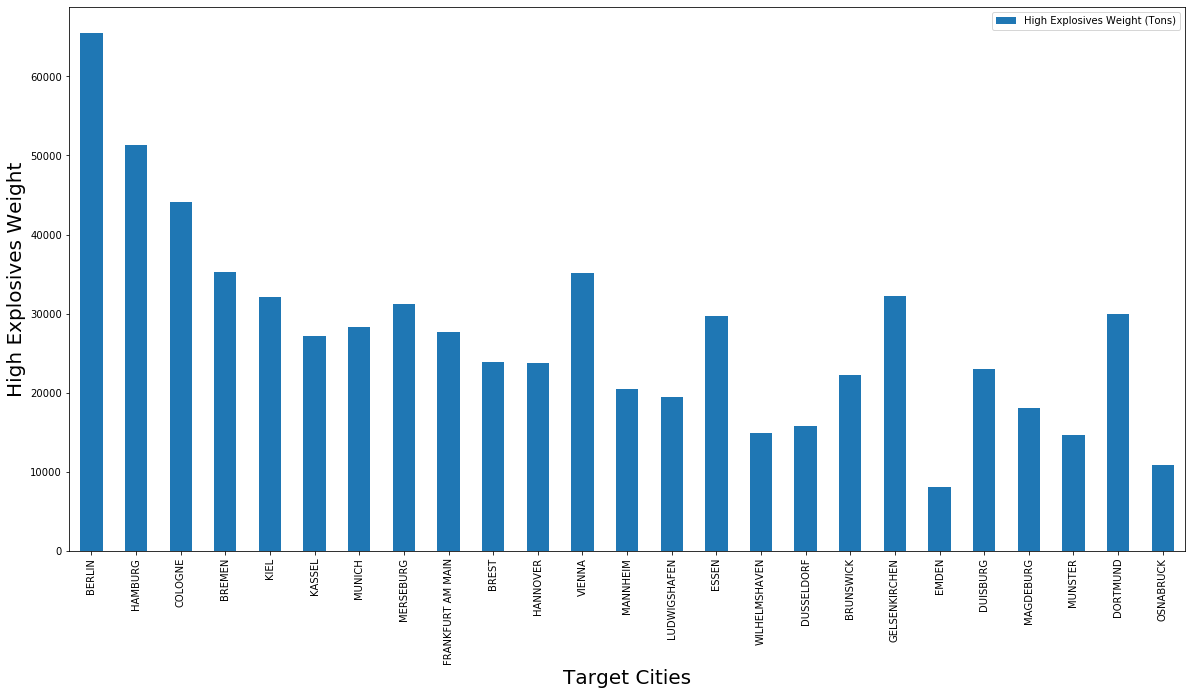 High Explosives Weight (Tons)
High Explosives Weight
60000
50000
40000
30000
20000
10000
0
BERLIN
HAMBURG
COLOGNE
BREMEN
KIEL
KASSEL
MUNICH
MERSEBURG
FRANKFURT AM MAIN
BREST
HANNOVER
VIENNA
MANNHEIM
LUDWIGSHAFEN
ESSEN
WILHELMSHAVEN
DUSSELDORF
BRUNSWICK
GELSENKIRCHEN
EMDEN
DUISBURG
MAGDEBURG
MUNSTER
DORTMUND
OSNABRUCK
Target Cities